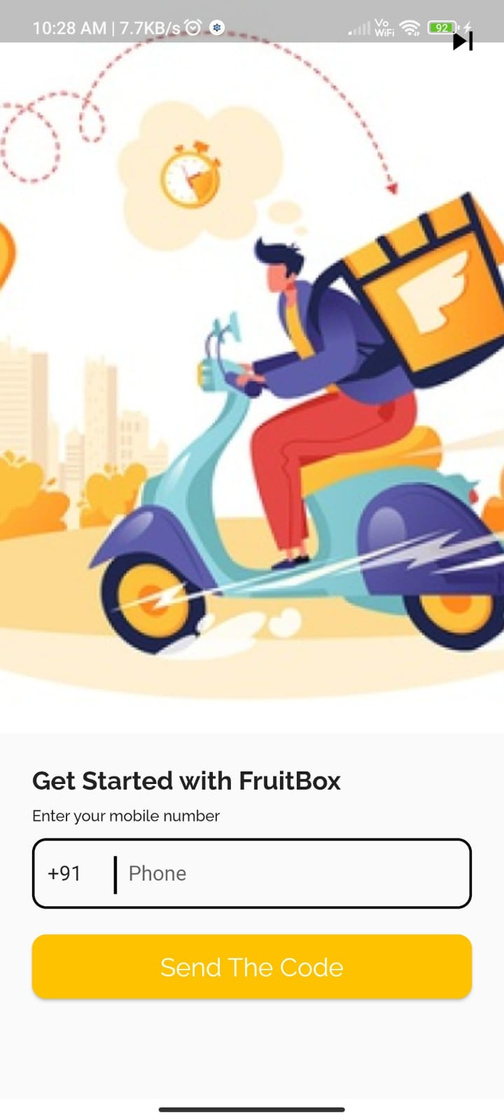 10:28 AM | 7.7KB/s
Vo
WiFi
92
Get Started with FruitBox
Enter your mobile number
+91
Phone
Send The Code